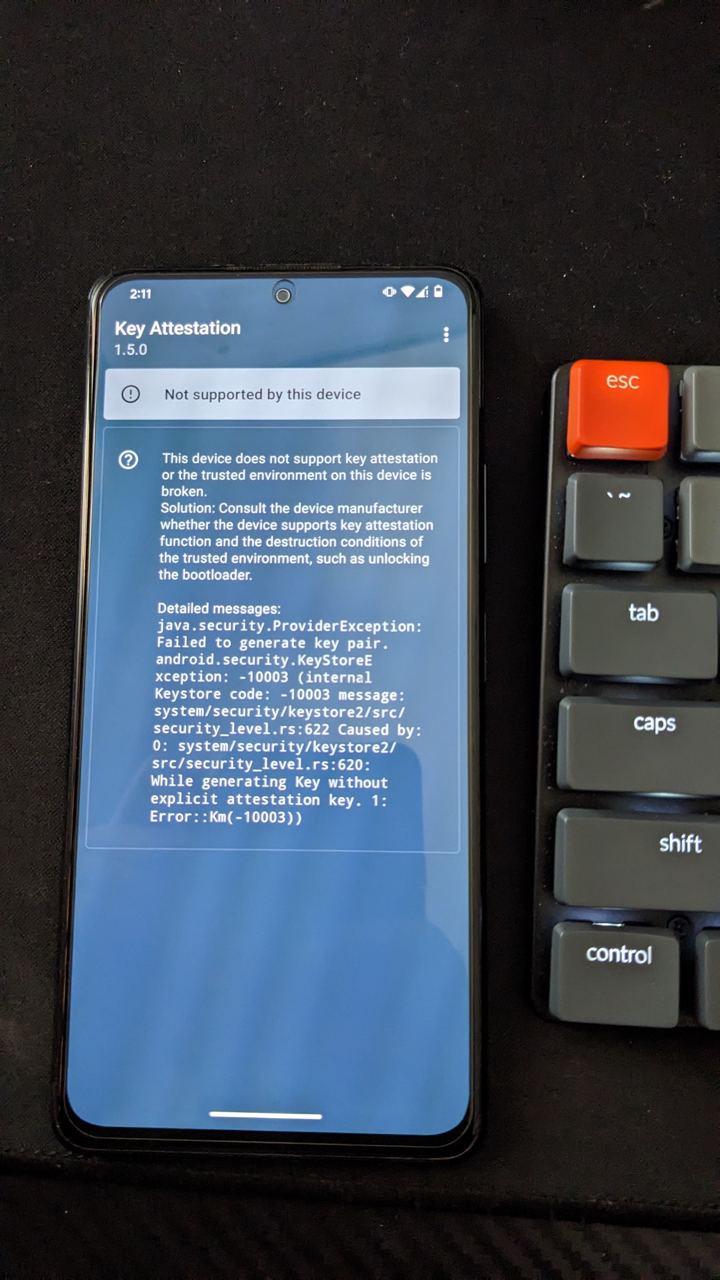 2:11
Key Attestation
1.5.0
Not supported by this device
This device does not support key attestation
or the trusted environment on this device is
broken.
Solution: Consult the device manufacturer
whether the device supports key attestation
function and the destruction conditions of
the trusted environment, such as unlocking
the bootloader.
Detailed messages:
java.security.ProviderException:
Failed to generate key pair.
android.security.KeyStoreE
xception: -10003 (internal
Keystore code: -10003 message:
system/security/keystore2/src/
security_level.rs:622 Caused by:
0: system/security/keystore2/
src/security_level.rs:620:
While generating Key without
explicit attestation key. 1:
Error::Km(-10003))
esc
` ~
tab
caps
shift
control